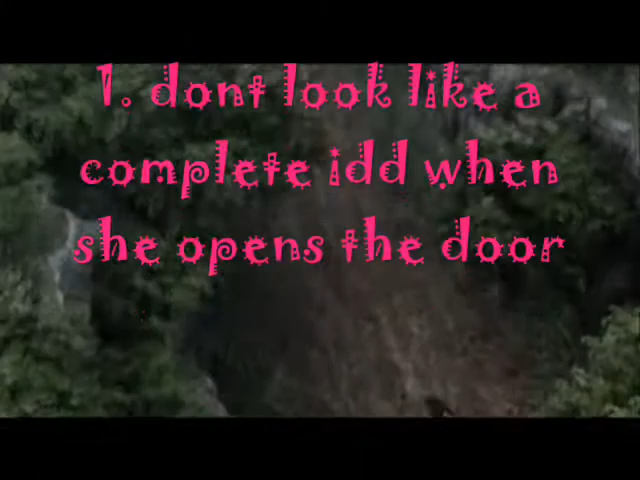 1. dont look like a
complete idd when
she opens the door